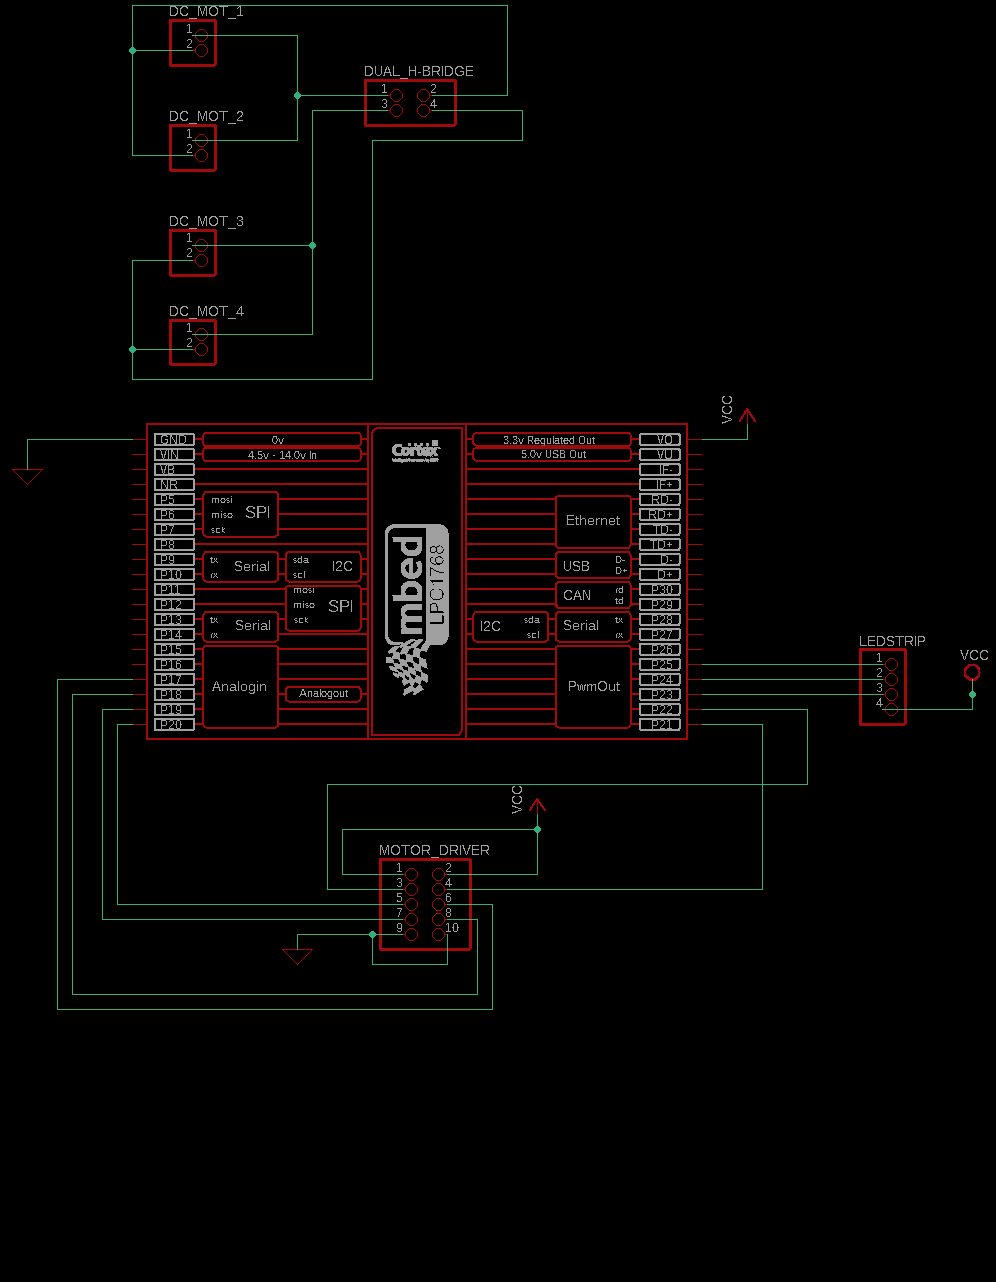 DC_MOT_1
1
2
DUAL_H-BRIDGE
1 2
3 4
DC_MOT_2
1
2
DC_MOT_3
1
2
DC_MOT_4
1
2
VCC
GND 0v 3.3v Regulated Out VO
VIN 4.5v - 14.0v In 5.0v USB Out VU
VB IF-
NR IF+
P5 mosi RD-
P6 miso SPI Ethernet RD+
P7 sck TD-
P8 TD+
P9 tx Serial sda I2C USB D- D-
P10 rx scl D+ D+
P11 mosi CAN rd P30
P12 miso SPI td P29
P13 tx Serial sck I2C sda Serial tx P28
P14 rx scl rx P27
P15 P26
P16 P25
P17 Analogin PwmOut P24
P18 Analogout P23
P19 P22
P20 P21
Cortex
mbed
LPC1768
LEDSTRIP
1
2
3
4
VCC
VCC
MOTOR_DRIVER
1 2
3 4
5 6
7 8
9 10